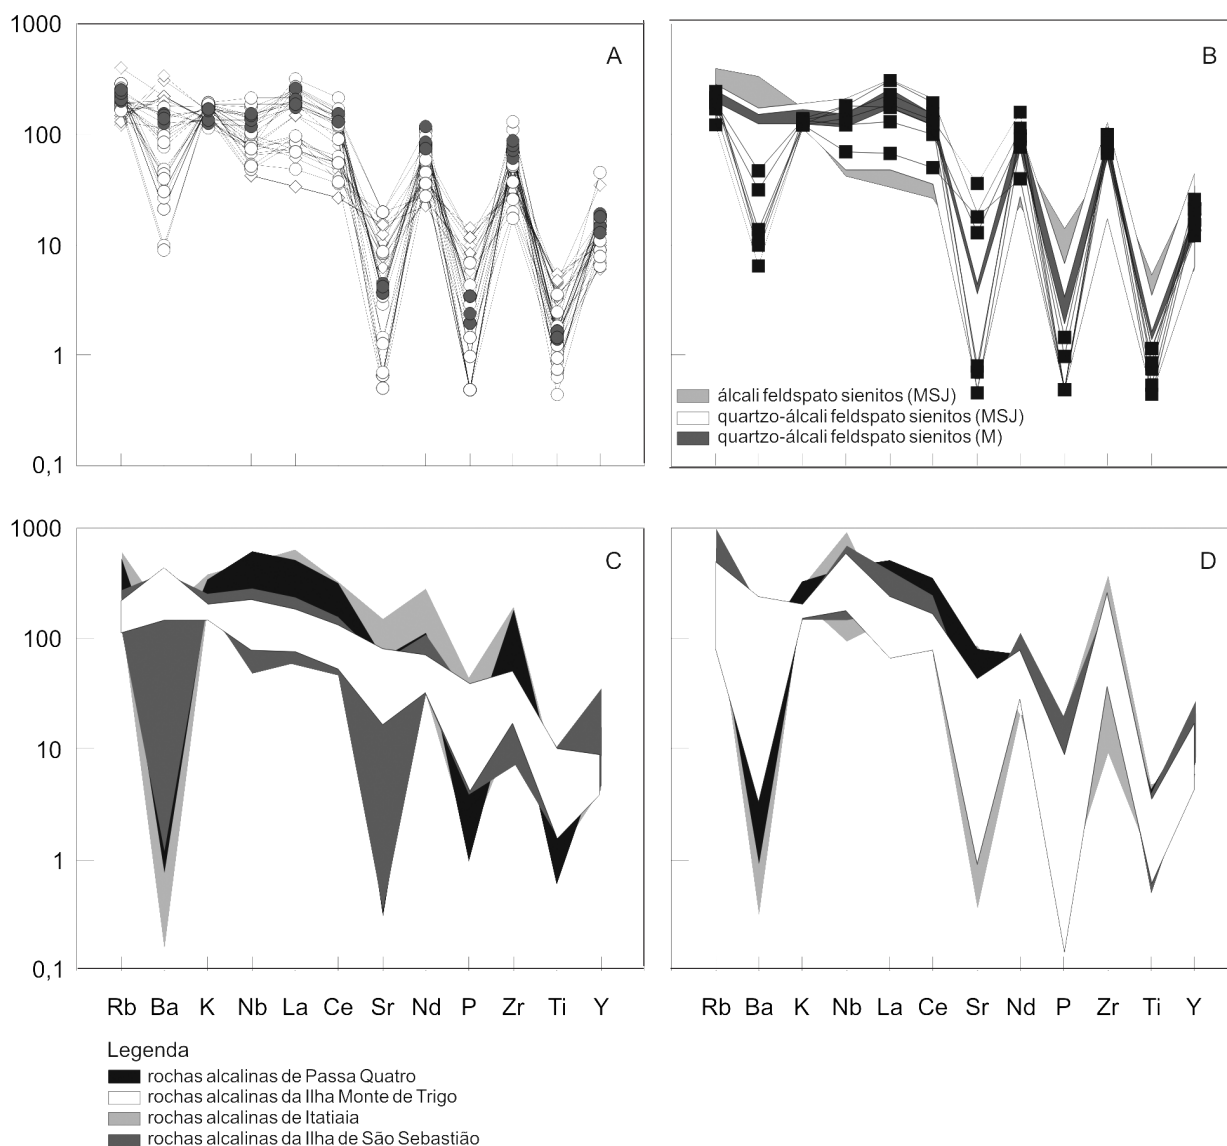 1000
100
10
1
0,1
A
B
álcali feldspato sienitos (MSJ)
quartzo-álcali feldspato sienitos (MSJ)
quartzo-álcali feldspato sienitos (M)
1000
100
10
1
0,1
C
D
Rb Ba K Nb La Ce Sr Nd P Zr Ti Y
Rb Ba K Nb La Ce Sr Nd P Zr Ti Y
Legenda
rochas alcalinas de Passa Quatro
rochas alcalinas da Ilha Monte de Trigo
rochas alcalinas de Itatiaia
rochas alcalinas da Ilha de São Sebastião